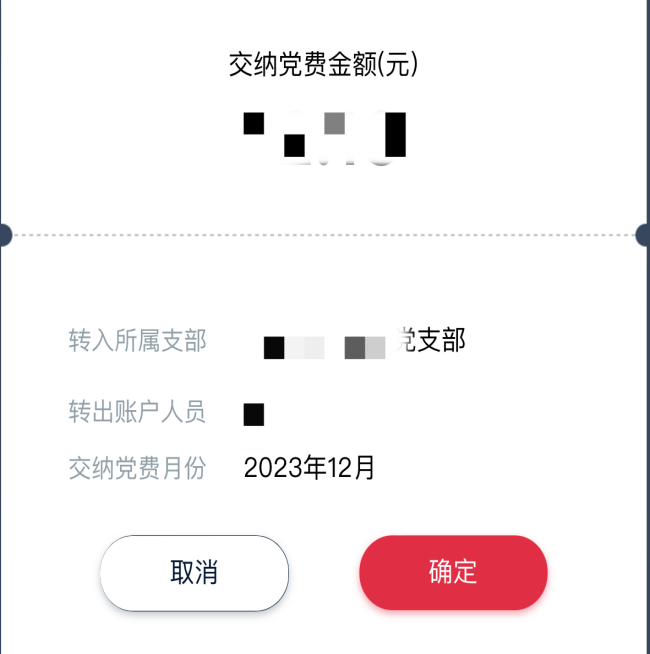 交纳党费金额(元)
转入所属支部 党支部
转出账户人员
交纳党费月份 2023年12月
取消 确定